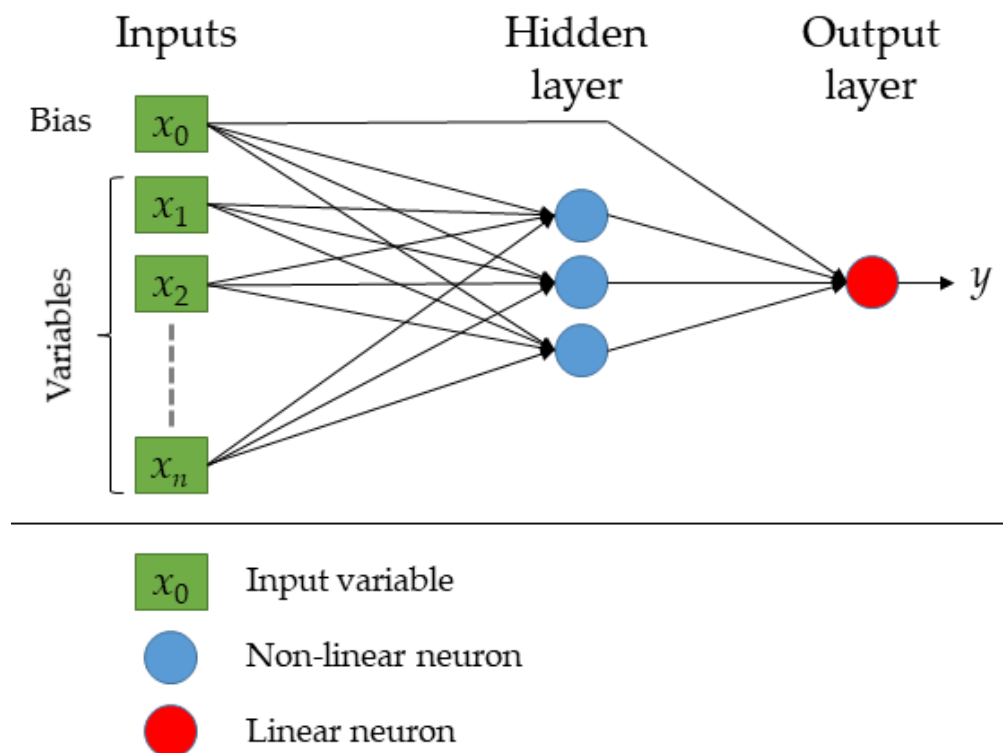 Inputs
Hidden
layer
Output
layer
Bias
x0
x1
x2
xn
Variables
y
x0 Input variable
Non-linear neuron
Linear neuron